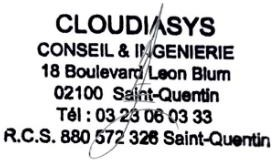 CLOUDIASYS
CONSEIL & INGENIERIE
18 Boulevard Leon Blum
02100 Saint-Quentin
Tél : 03 23 06 03 33
R.C.S. 880 572 326 Saint-Quentin